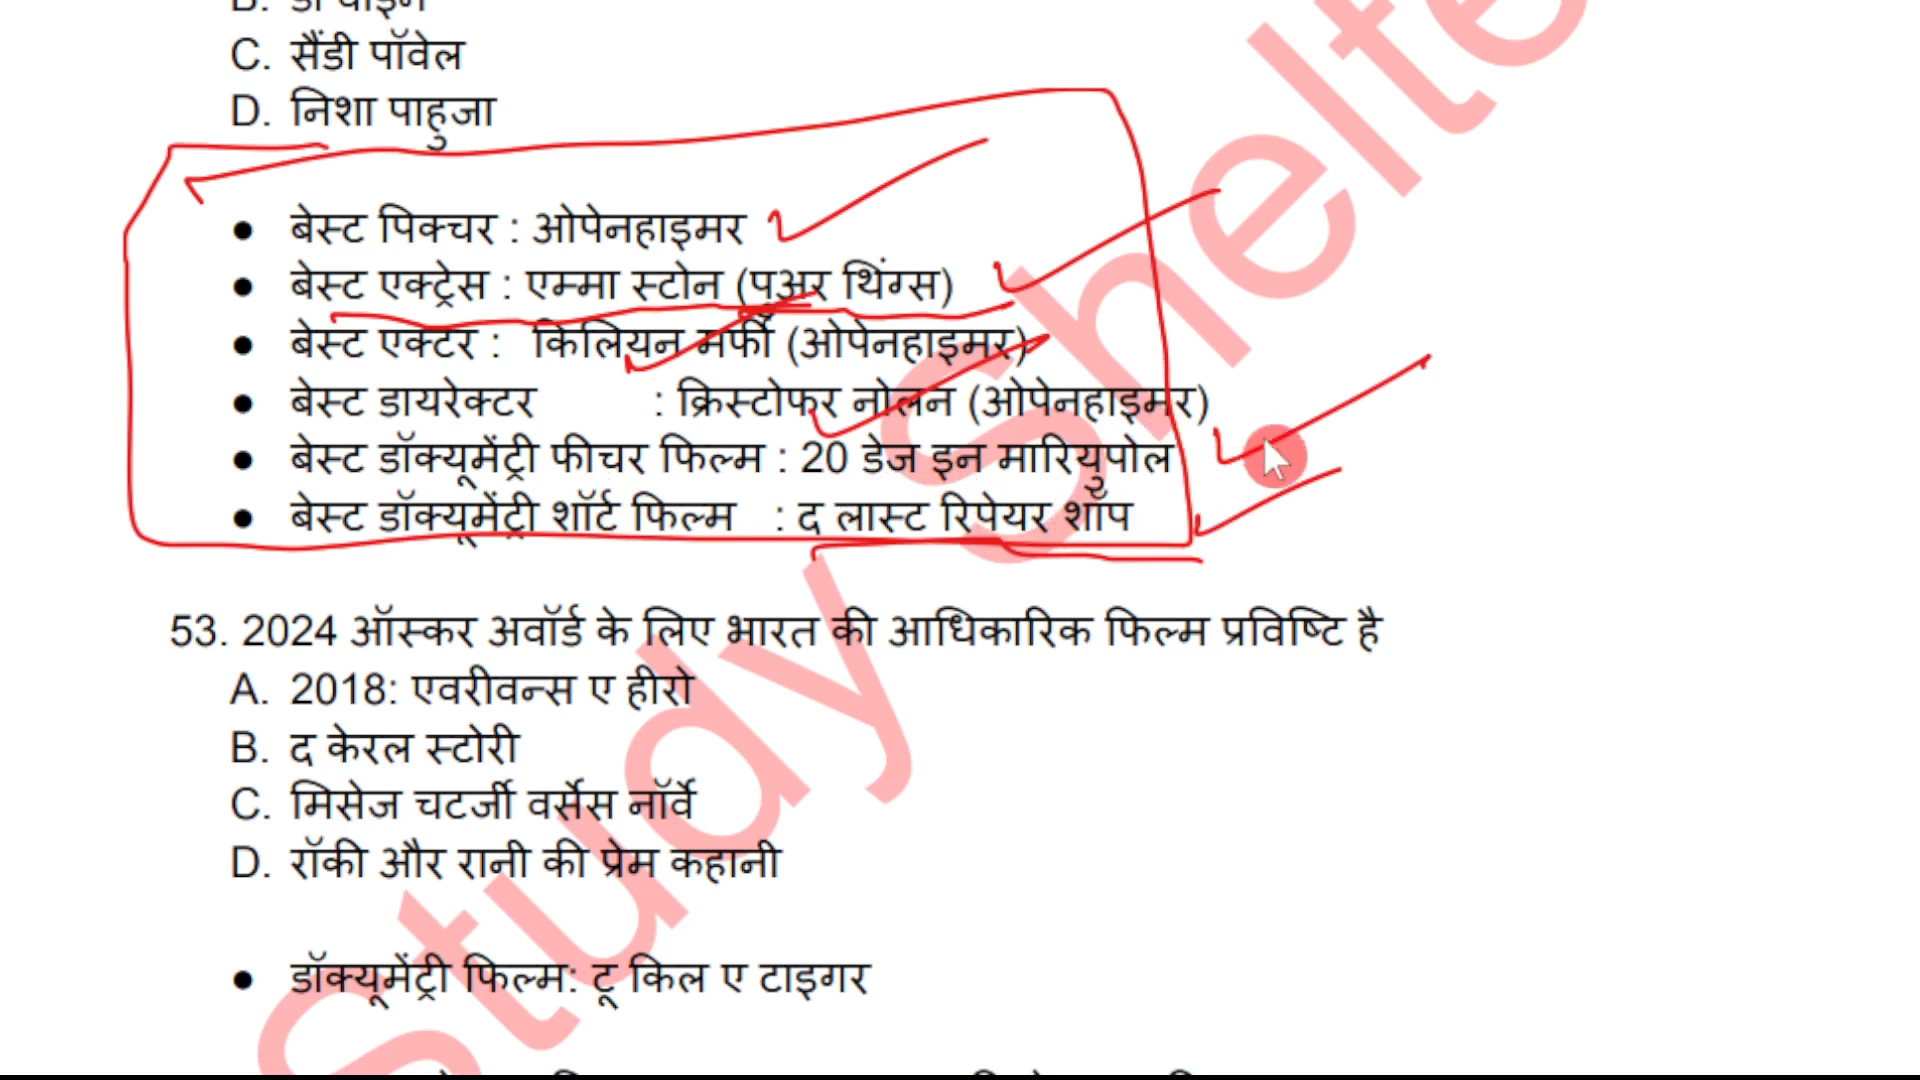 C. सैंडी पॉवेल
D. निशा पाहुजा
● बेस्ट पिक्चर : ओपेनहाइमर
● बेस्ट एक्ट्रेस : एम्मा स्टोन (पूअर थिंग्स)
● बेस्ट एक्टर : किलियन मर्फी (ओपेनहाइमर)
● बेस्ट डायरेक्टर : क्रिस्टोफर नोलन (ओपेनहाइमर)
● बेस्ट डॉक्यूमेंट्री फीचर फिल्म : 20 डेज इन मारियुपोल
● बेस्ट डॉक्यूमेंट्री शॉर्ट फिल्म : द लास्ट रिपेयर शॉप
53. 2024 ऑस्कर अवॉर्ड के लिए भारत की आधिकारिक फिल्म प्रविष्टि है
A. 2018: एवरीवन्स ए हीरो
B. द केरल स्टोरी
C. मिसेज चटर्जी वर्सेस नॉर्वे
D. रॉकी और रानी की प्रेम कहानी
● डॉक्यूमेंट्री फिल्म: टू किल ए टाइगर
Study Shelte